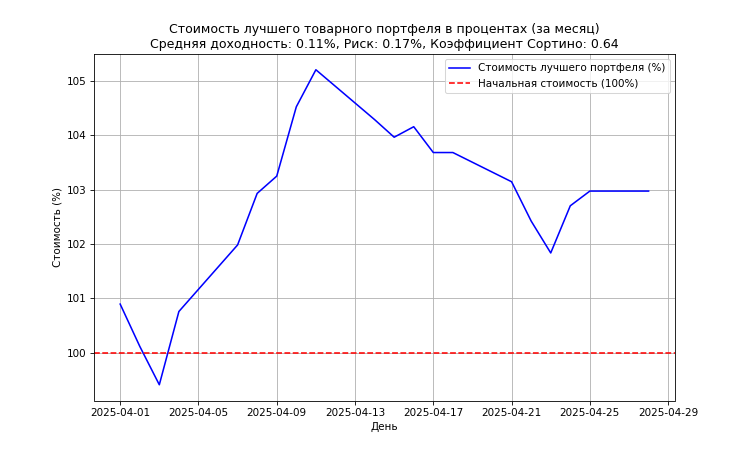 Стоимость лучшего товарного портфеля в процентах (за месяц)
Средняя доходность: 0.11%, Риск: 0.17%, Коэффициент Сортино: 0.64
Стоимость лучшего портфеля (%)
Начальная стоимость (100%)
Стоимость (%)
105
104
103
102
101
100
2025-04-01 2025-04-05 2025-04-09 2025-04-13 2025-04-17 2025-04-21 2025-04-25 2025-04-29
День